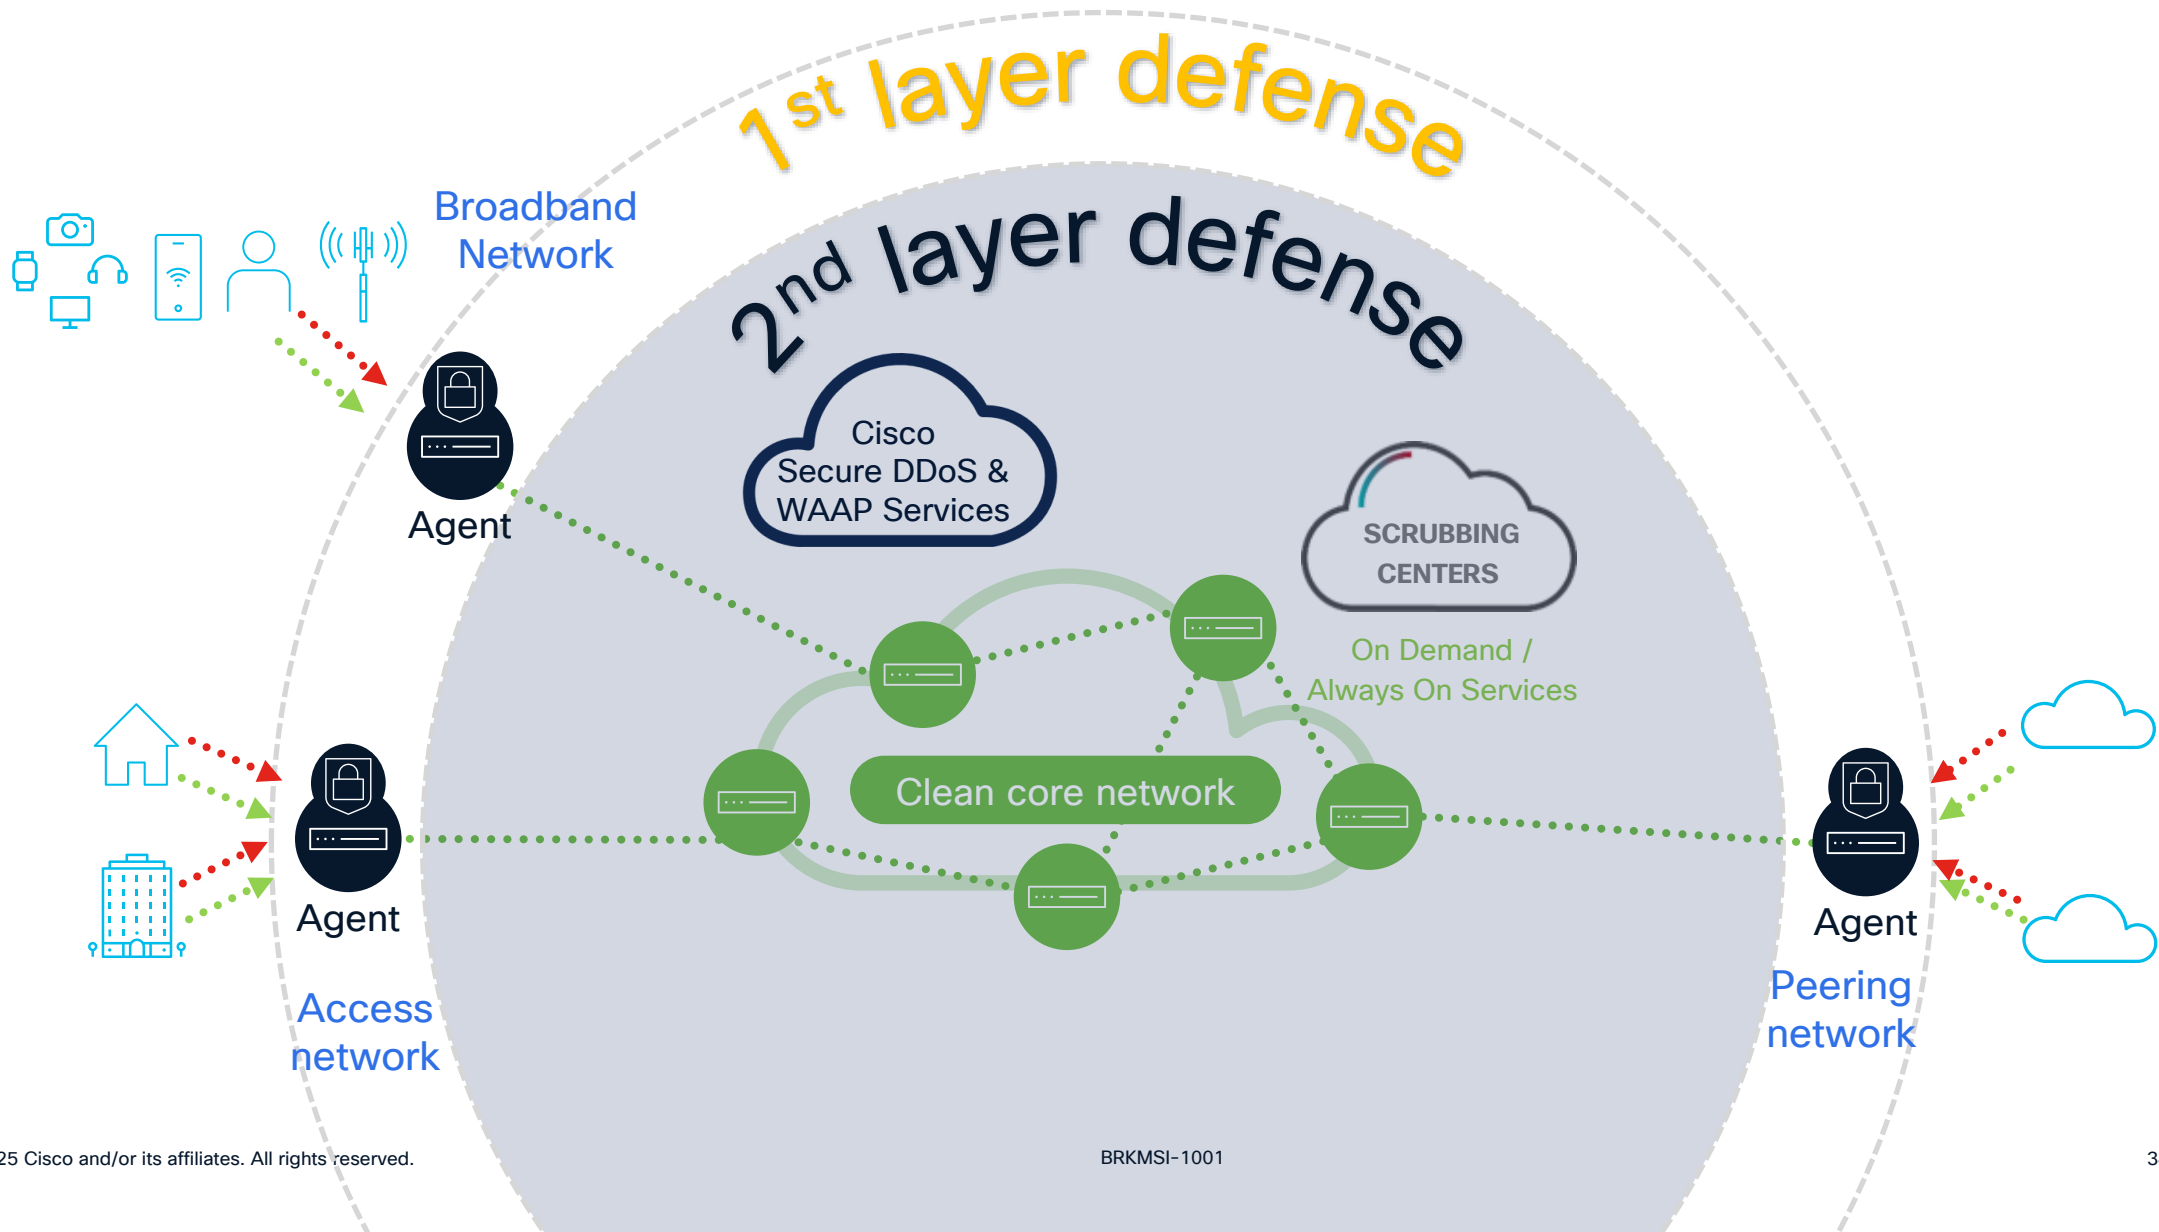 1st layer defense
2nd layer defense
Broadband
Network
Cisco
Secure DDoS &
WAAP Services
SCRUBBING
CENTERS
On Demand /
Always On Services
Agent
Clean core network
Agent
Access
network
Agent
Peering
network
25 Cisco and/or its affiliates. All rights reserved.
BRKMSI-1001
3